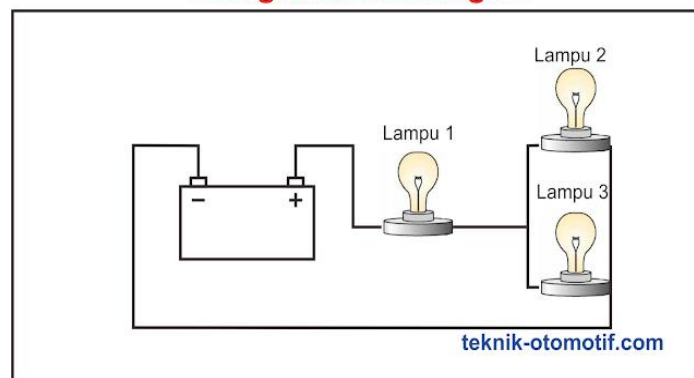 Lampu 2
Lampu 1
− +
Lampu 3
teknik-otomotif.com